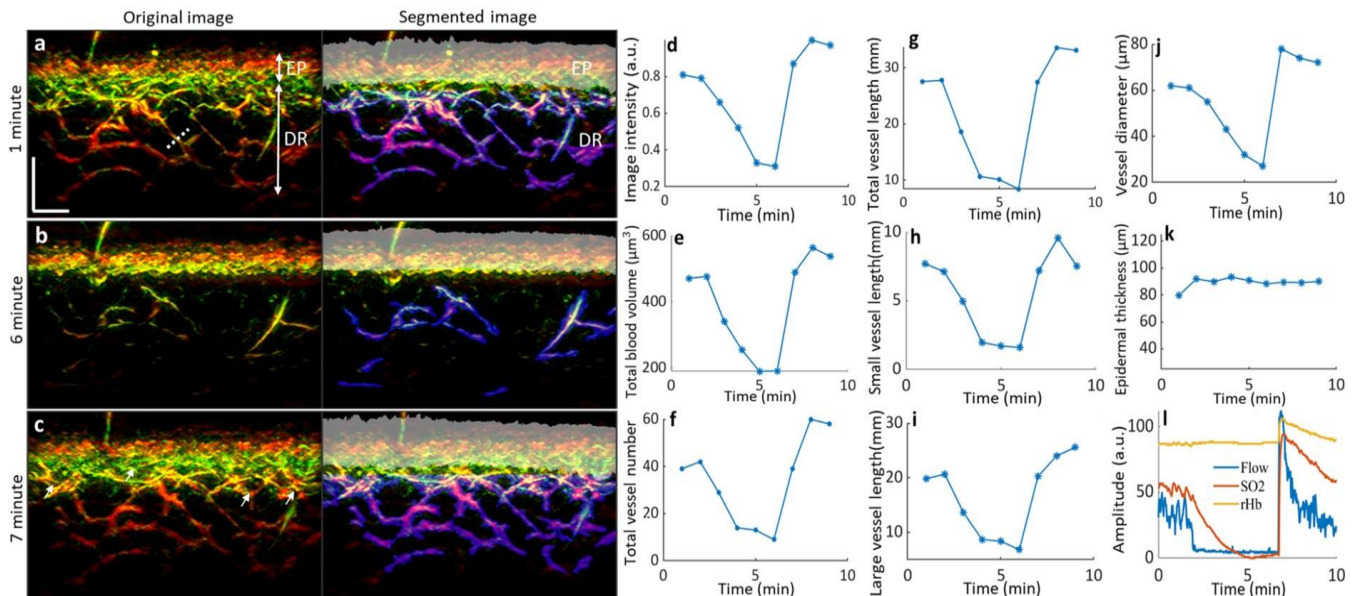 Original image
Segmented image
1 minute
a
EP
DR
EP
DR
6 minute
b
7 minute
c
d
Image intensity (a.u.)
1
0.8
0.6
0.4
0.2
0
5
10
Time (min)
e
Total blood volume (µm³)
600
400
200
0
5
10
Time (min)
f
Total vessel number
60
40
20
0
0
5
10
Time (min)
g
Total vessel length (mm)
30
20
10
0
5
10
Time (min)
h
Small vessel length(mm)
10
5
0
0
5
10
Time (min)
i
Large vessel length(mm)
30
20
10
0
5
10
Time (min)
j
Vessel diameter (µm)
80
60
40
20
0
5
10
Time (min)
k
Epidermal thickness (µm)
120
100
80
60
40
0
5
10
Time (min)
l
Amplitude (a.u.)
100
50
0
Flow
SO2
rHb
0
5
10
Time (min)